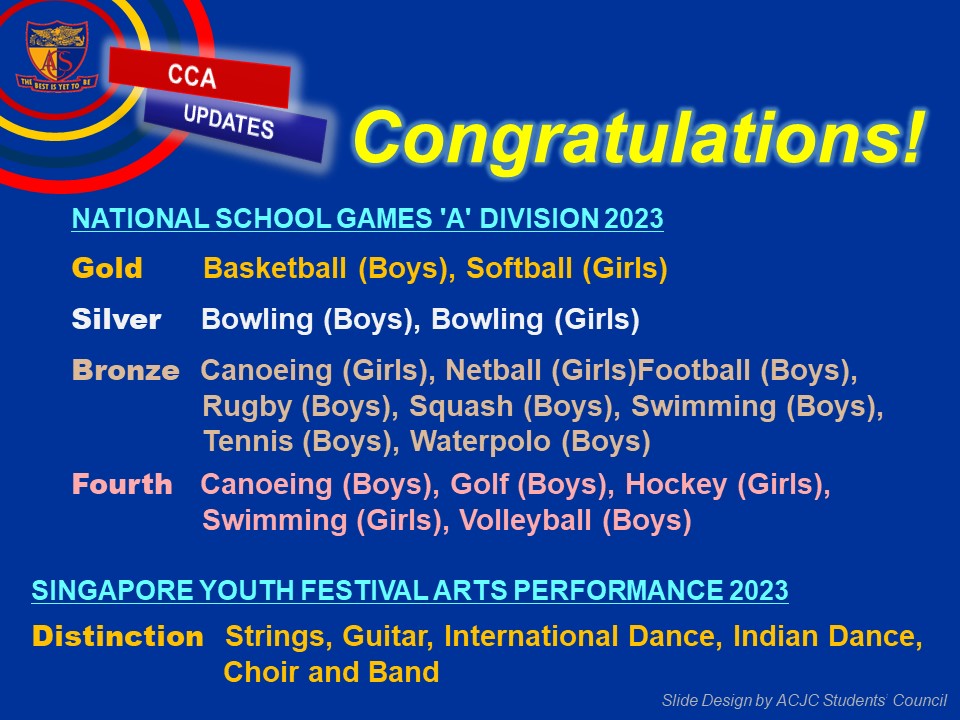 ACS
THE BEST IS YET TO BE
CCA
UPDATES
Congratulations!
NATIONAL SCHOOL GAMES 'A' DIVISION 2023
Gold Basketball (Boys), Softball (Girls)
Silver Bowling (Boys), Bowling (Girls)
Bronze Canoeing (Girls), Netball (Girls)Football (Boys),
Rugby (Boys), Squash (Boys), Swimming (Boys),
Tennis (Boys), Waterpolo (Boys)
Fourth Canoeing (Boys), Golf (Boys), Hockey (Girls),
Swimming (Girls), Volleyball (Boys)
SINGAPORE YOUTH FESTIVAL ARTS PERFORMANCE 2023
Distinction Strings, Guitar, International Dance, Indian Dance,
Choir and Band
Slide Design by ACJC Students' Council